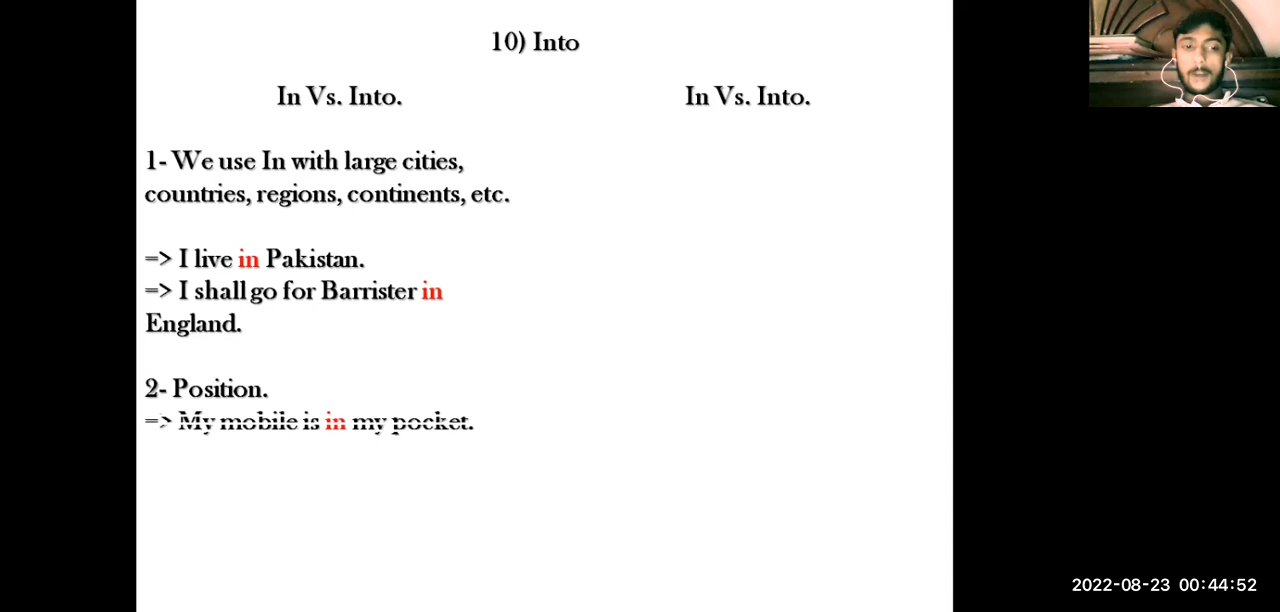 10) Into
In Vs. Into.
In Vs. Into.
1- We use In with large cities,
countries, regions, continents, etc.
=> I live in Pakistan.
=> I shall go for Barrister in
England.
2- Position.
=> My mobile is in my pocket.
2022-08-23 00:44:52